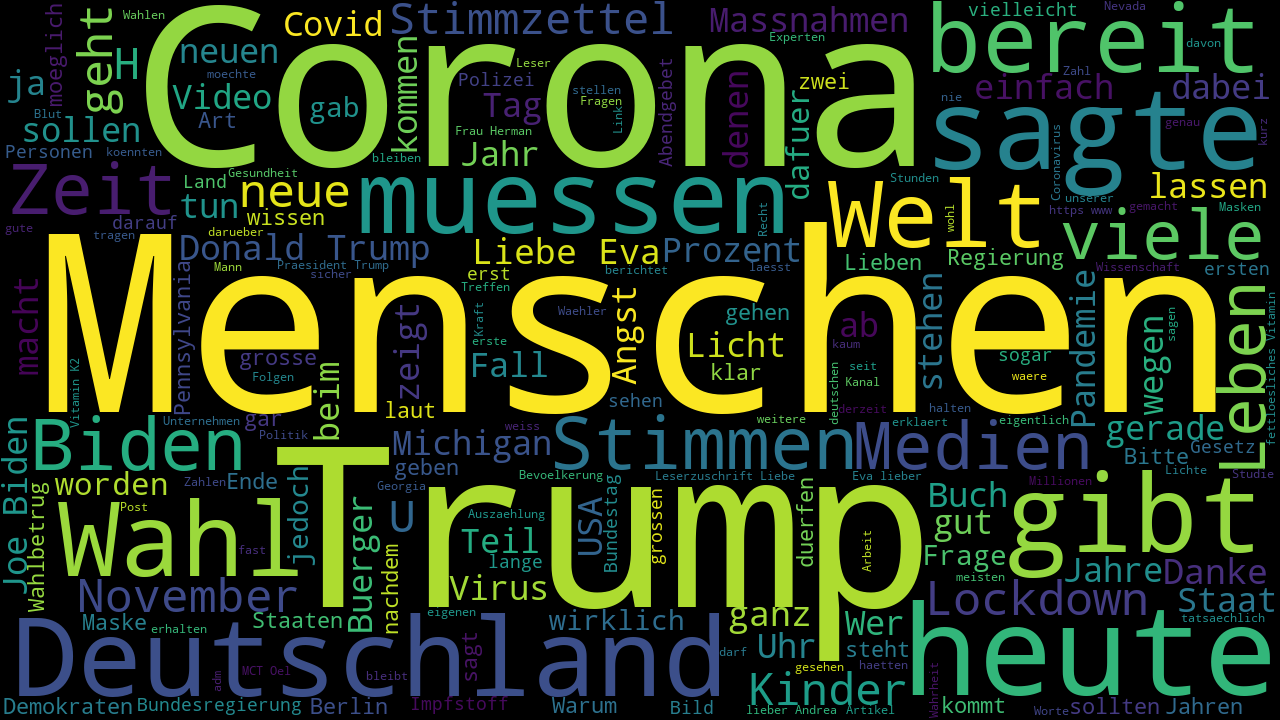 Wahlen
Covid
Stimmzettel
Massnahmen
vielleicht
Nevada
bereit
geht
H
neuen
moechte
Corona
kommen
Leser
Experten
davon
ja
moeglich
Video
gab
Polizei
stellen
zwei
Zahl
einfach
dabei
Blut
Art
Tag
Fragen
Abendgebet
denen
dafuer
nie
sagte
sollen
Frau Herman
Link
genau
kurz
Personen
koennten
bleiben
Jahr
Coronavirus
Zeit
Gesundheit
Land
neue
muessen
Welt
Stunden
unserer
lassen
tun
wissen
Recht
wohl
https www
gemacht
Masken
gute
darauf
tragen
darueber
Donald Trump
Liebe Eva
Prozent
Lieben
Regierung
viele
Mann
Praesident Trump
sicher
erst
berichtet
laesst
Wissenschaft
ersten
Treffen
macht
Pennsylvania
Menschen
Kraft
Waehler
Angst
gehen
stehen
Pandemie
sagen
wegen
Leben
fettloesliches Vitamin
erste
zeigt
Licht
ab
kaum
sogar
grosse
Fall
klar
seit
Vitamin K2
Folgen
beim
Kanal
waere
laut
sehen
deutschen
derzeit
halten
Unternehmen
gar
weiss
weitere
erklaert
eigentlich
gerade
Joe Biden
Biden
Politik
Michigan
Stimmen
Medien
Bitte
Gesetz
geben
Lichte
Studie
worden
Zahlen
Ende
jedoch
Georgia
Bevoelkerung
Leserzuschrift Liebe
Eva lieber
Millionen
Wahlbetrug
Post
Trump
U
USA
Bundestag
grossen
duerfen
Buch
gibt
Wahl
Buerger
Auszaehlung
gut
Teil
fast
nachdem
lange
Arbeit
Frage
Jahre
Danke
Virus
meisten
November
eigenen
ganz
Lockdown
Staat
Maske
erhalten
Staaten
wirklich
Wer
tatsaechlich
Deutschland
sagt
Uhr
steht
heute
darf
adm
MCT Oel
bleibt
gesehen
haetten
Kinder
Wahrheit
Demokraten
Bundesregierung
Berlin
Impfstoff
Warum
Bild
lieber Andrea
Artikel
kommt
Worte
sollten
Jahren